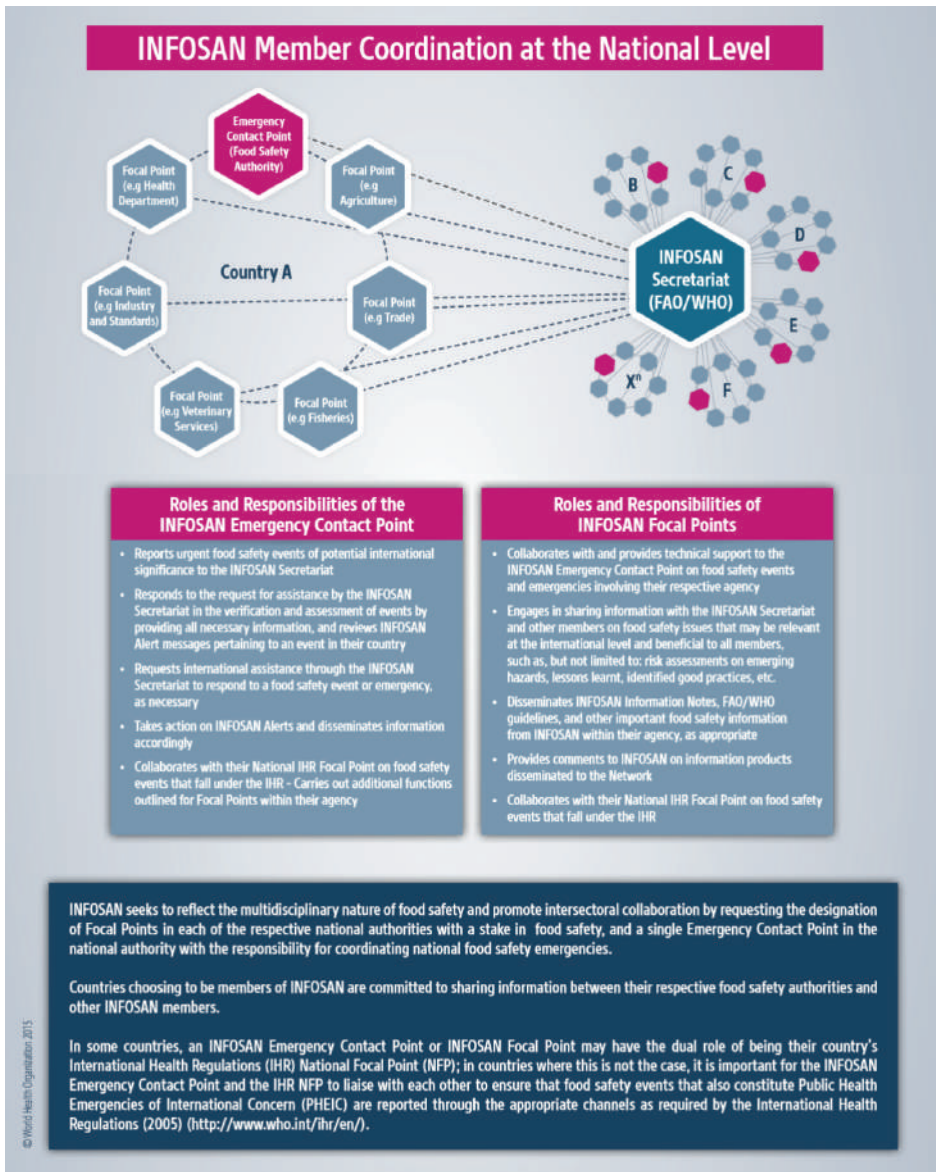 INFOSAN Member Coordination at the National Level
Emergency
Contact Point
(Food Safety
Authority)
Focal Point
(e.g Health
Department)
Focal Point
(e.g
Agriculture)
Country A
Focal Point
(e.g Industry
and Standards)
Focal Point
(e.g Trade)
Focal Point
(e.g Veterinary
Services)
Focal Point
(e.g Fisheries)
B
C
D
E
F
Xⁿ
INFOSAN
Secretariat
(FAO/WHO)
Roles and Responsibilities of the
INFOSAN Emergency Contact Point
• Reports urgent food safety events of potential international
significance to the INFOSAN Secretariat
• Responds to the request for assistance by the INFOSAN
Secretariat in the verification and assessment of events by
providing all necessary information, and reviews INFOSAN
Alert messages pertaining to an event in their country
• Requests international assistance through the INFOSAN
Secretariat to respond to a food safety event or emergency,
as necessary
• Takes action on INFOSAN Alerts and disseminates information
accordingly
• Collaborates with their National IHR Focal Point on food safety
events that fall under the IHR - Carries out additional functions
outlined for Focal Points within their agency
Roles and Responsibilities of
INFOSAN Focal Points
• Collaborates with and provides technical support to the
INFOSAN Emergency Contact Point on food safety events
and emergencies involving their respective agency
• Engages in sharing information with the INFOSAN Secretariat
and other members on food safety issues that may be relevant
at the international level and beneficial to all members,
such as, but not limited to: risk assessments on emerging
hazards, lessons learnt, identified good practices, etc.
• Disseminates INFOSAN Information Notes, FAO/WHO
guidelines, and other important food safety information
from INFOSAN within their agency, as appropriate
• Provides comments to INFOSAN on information products
disseminated to the Network
• Collaborates with their National IHR Focal Point on food safety
events that fall under the IHR
INFOSAN seeks to reflect the multidisciplinary nature of food safety and promote intersectoral collaboration by requesting the designation
of Focal Points in each of the respective national authorities with a stake in food safety, and a single Emergency Contact Point in the
national authority with the responsibility for coordinating national food safety emergencies.
Countries choosing to be members of INFOSAN are committed to sharing information between their respective food safety authorities and
other INFOSAN members.
In some countries, an INFOSAN Emergency Contact Point or INFOSAN Focal Point may have the dual role of being their country's
International Health Regulations (IHR) National Focal Point (NFP); in countries where this is not the case, it is important for the INFOSAN
Emergency Contact Point and the IHR NFP to liaise with each other to ensure that food safety events that also constitute Public Health
Emergencies of International Concern (PHEIC) are reported through the appropriate channels as required by the International Health
Regulations (2005) (http://www.who.int/ihr/en/).
© World Health Organization 2015